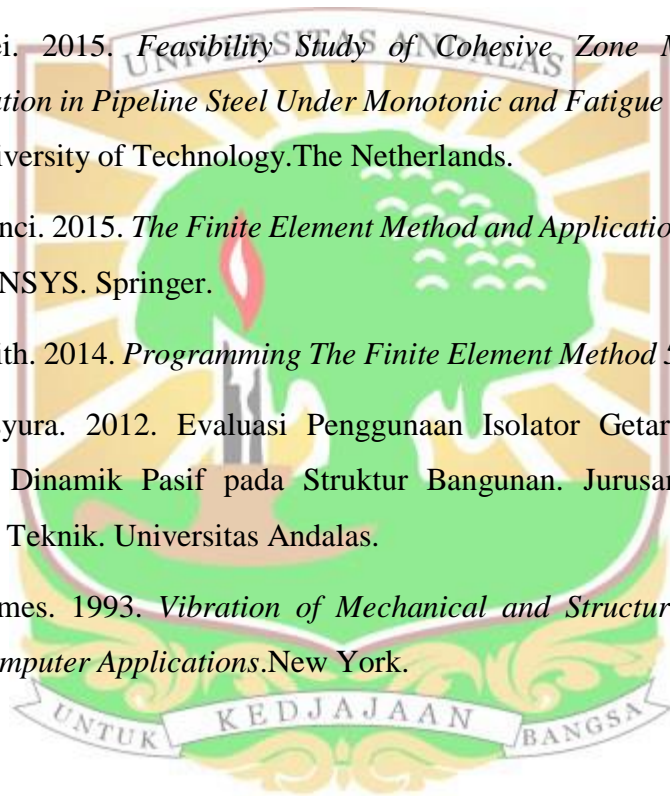 UNIVERSITAS ANDALAS
ei. 2015. Feasibility Study of Cohesive Zone M
ation in Pipeline Steel Under Monotonic and Fatigue
iversity of Technology.The Netherlands.
nci. 2015. The Finite Element Method and Applicatio
NSYS. Springer.
ith. 2014. Programming The Finite Element Method 5
yura. 2012. Evaluasi Penggunaan Isolator Getar
Dinamik Pasif pada Struktur Bangunan. Jurusan
Teknik. Universitas Andalas.
mes. 1993. Vibration of Mechanical and Structur
mputer Applications.New York.
UNTUK KEDJAJAAN BANGSA